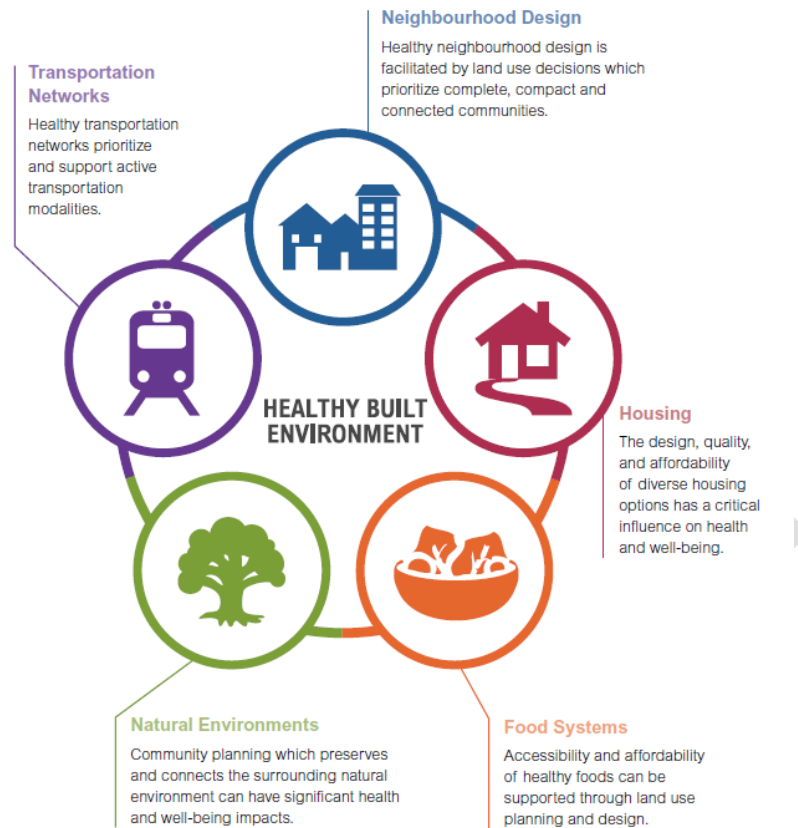 Neighbourhood Design
Healthy neighbourhood design is
facilitated by land use decisions which
prioritize complete, compact and
connected communities.
Transportation
Networks
Healthy transportation
networks prioritize
and support active
transportation
modalities.
HEALTHY BUILT
ENVIRONMENT
Housing
The design, quality,
and affordability
of diverse housing
options has a critical
influence on health
and well-being.
Natural Environments
Community planning which preserves
and connects the surrounding natural
environment can have significant health
and well-being impacts.
Food Systems
Accessibility and affordability
of healthy foods can be
supported through land use
planning and design.